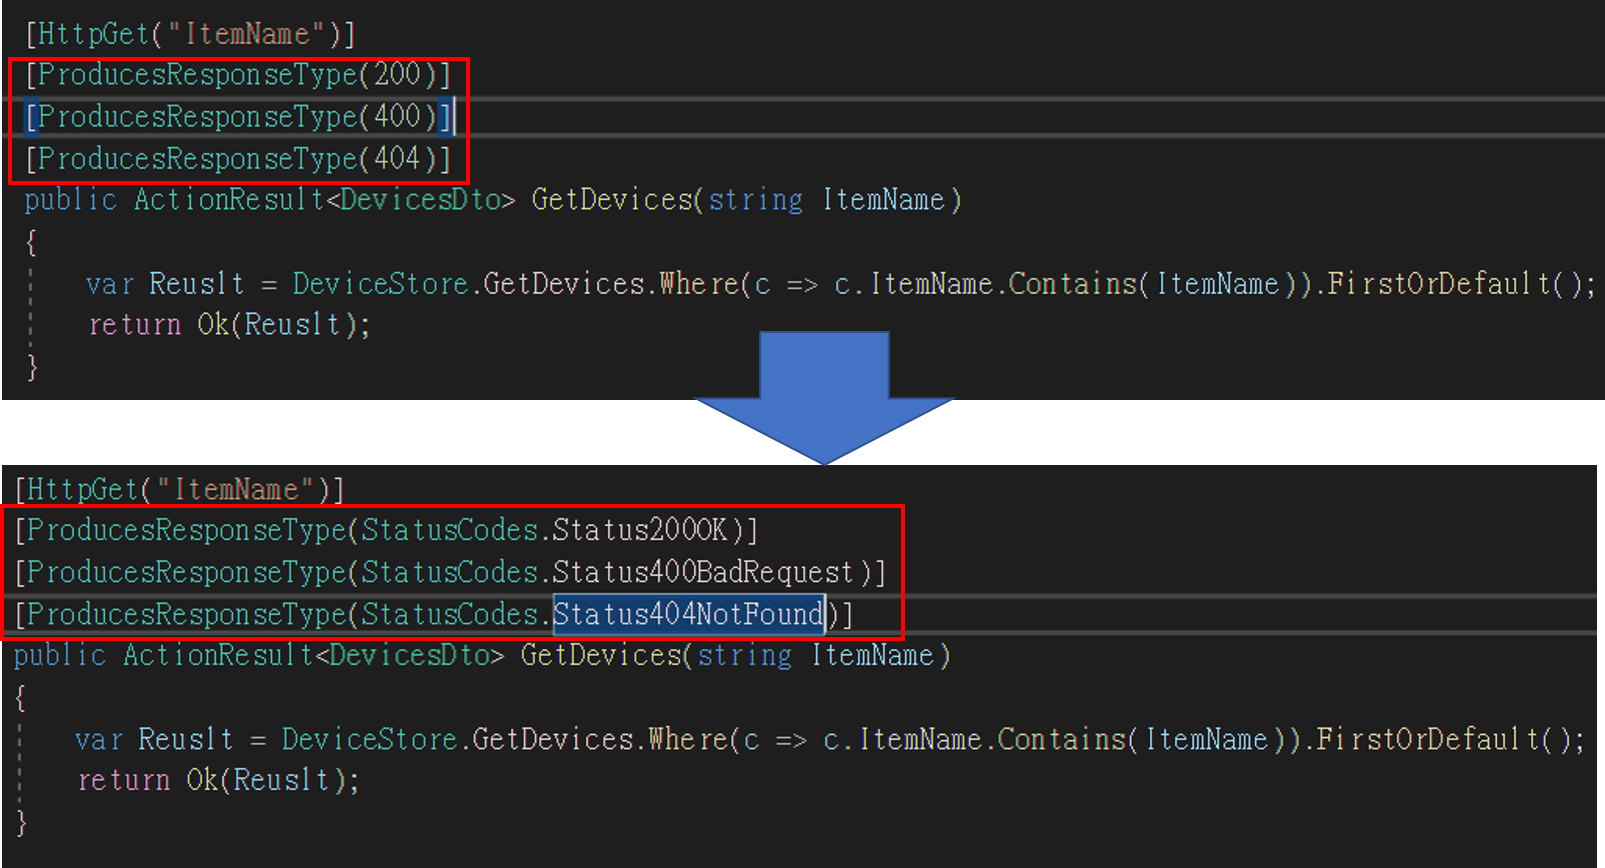 [HttpGet("ItemName")]
[ProducesResponseType(200)]
[ProducesResponseType(400)]
[ProducesResponseType(404)]
public ActionResult<DevicesDto> GetDevices(string ItemName)
{
var Reuslt = DeviceStore.GetDevices.Where(c => c.ItemName.Contains(ItemName)).FirstOrDefault();
return Ok(Reuslt);
}
[HttpGet("ItemName")]
[ProducesResponseType(StatusCodes.Status200OK)]
[ProducesResponseType(StatusCodes.Status400BadRequest)]
[ProducesResponseType(StatusCodes.Status404NotFound)]
public ActionResult<DevicesDto> GetDevices(string ItemName)
{
var Reuslt = DeviceStore.GetDevices.Where(c => c.ItemName.Contains(ItemName)).FirstOrDefault();
return Ok(Reuslt);
}